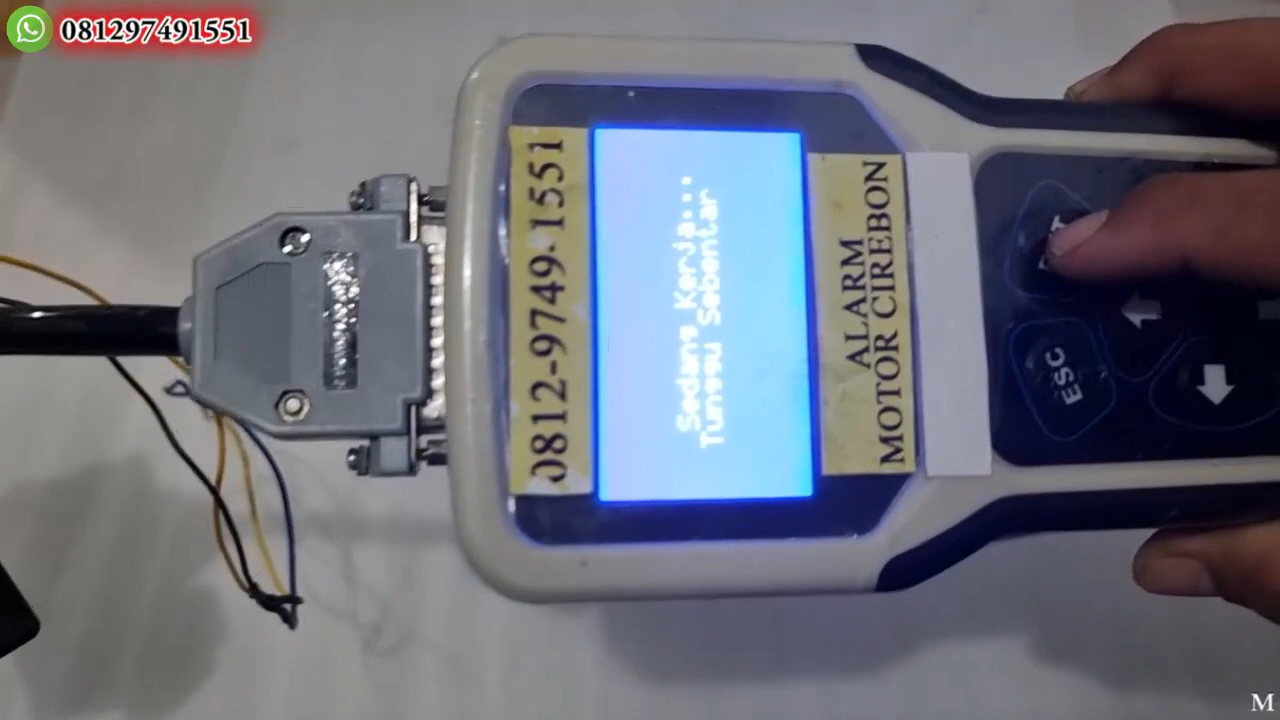 081297491551
0812-9749-1551
Sedang Kerja...
Tunggu Sebentar
ALARM
MOTOR CIREBON
ESC
M